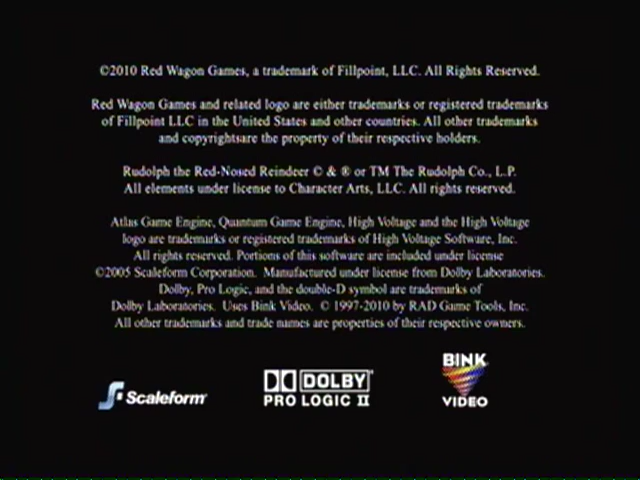 ©2010 Red Wagon Games, a trademark of Fillpoint, LLC. All Rights Reserved.
Red Wagon Games and related logo are either trademarks or registered trademarks
of Fillpoint LLC in the United States and other countries. All other trademarks
and copyrightsare the property of their respective holders.
Rudolph the Red-Nosed Reindeer © & ® or TM The Rudolph Co., L.P.
All elements under license to Character Arts, LLC. All rights reserved.
Atlas Game Engine, Quantum Game Engine, High Voltage and the High Voltage
logo are trademarks or registered trademarks of High Voltage Software, Inc.
All rights reserved. Portions of this software are included under license
©2005 Scaleform Corporation. Manufactured under license from Dolby Laboratories.
Dolby, Pro Logic, and the double-D symbol are trademarks of
Dolby Laboratories. Uses Bink Video. © 1997-2010 by RAD Game Tools, Inc.
All other trademarks and trade names are properties of their respective owners.
Scaleform
DOLBY
PRO LOGIC II
BINK
VIDEO